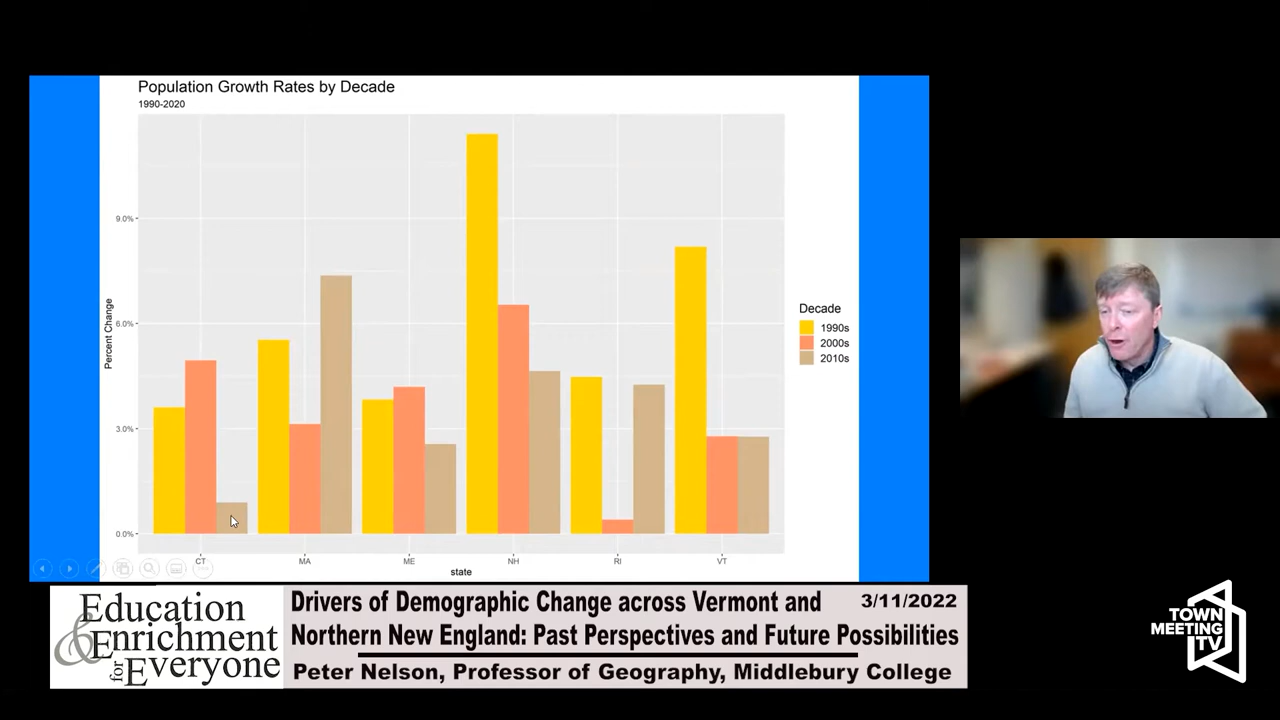 Population Growth Rates by Decade
1990-2020
Percent Change
9.0%
6.0%
3.0%
0.0%
CT MA ME NH RI VT
state
Decade
1990s
2000s
2010s
Education
& Enrichment
for Everyone
Drivers of Demographic Change across Vermont and
3/11/2022
Northern New England: Past Perspectives and Future Possibilities
Peter Nelson, Professor of Geography, Middlebury College
TOWN
MEETING
TV